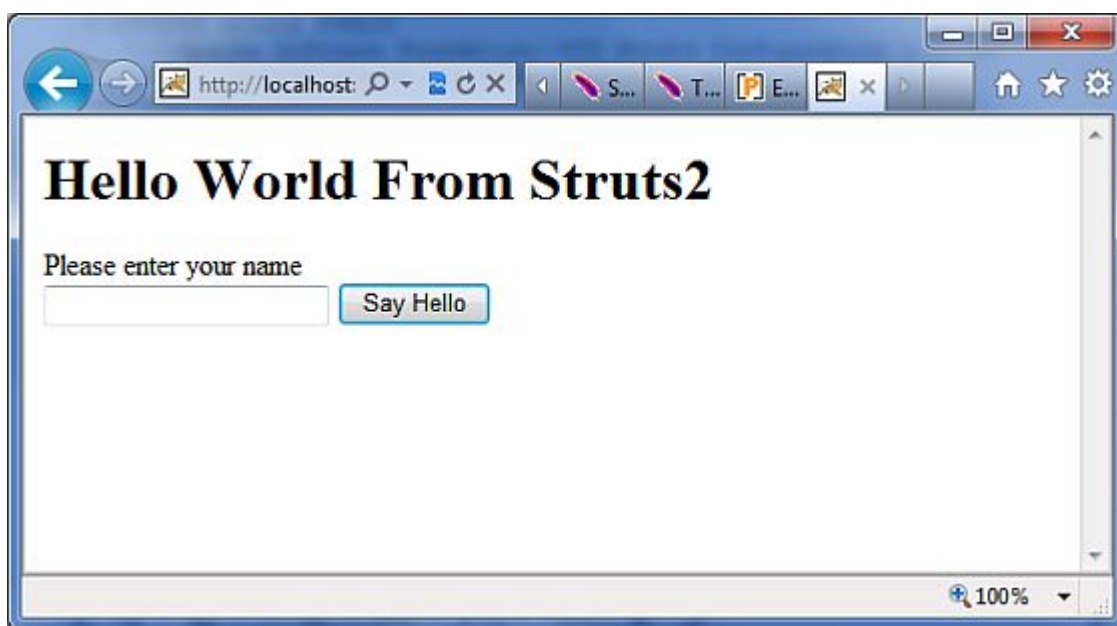 http://localhost:
S...
T...
E...
Hello World From Struts2
Please enter your name
Say Hello
100%